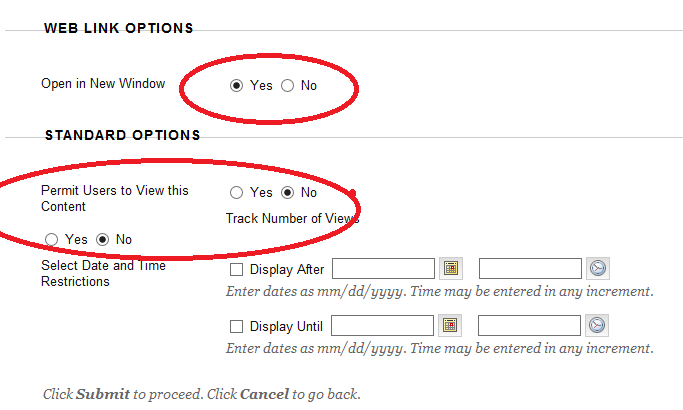 WEB LINK OPTIONS
Open in New Window Yes No
STANDARD OPTIONS
Permit Users to View this Content Yes No
Track Number of Views
Yes No
Select Date and Time Restrictions
Display After
Enter dates as mm/dd/yyyy. Time may be entered in any increment.
Display Until
Enter dates as mm/dd/yyyy. Time may be entered in any increment.
Click Submit to proceed. Click Cancel to go back.